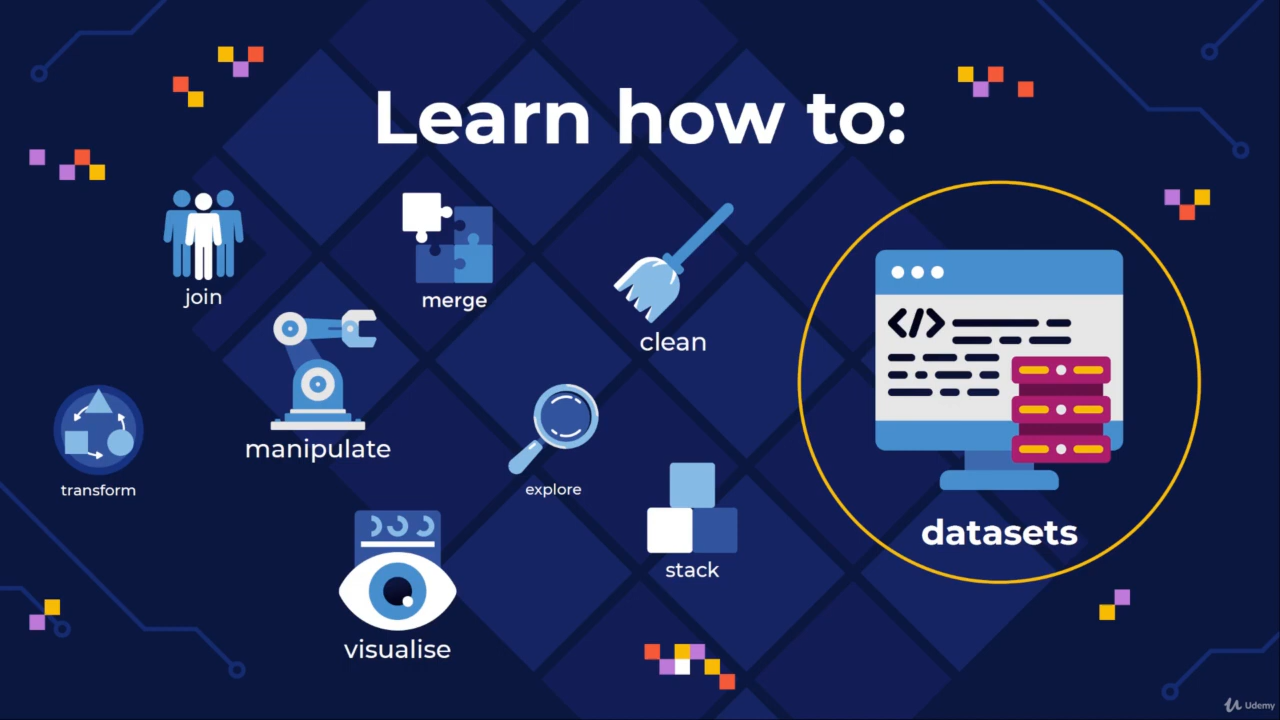 Learn how to:
join
merge
clean
manipulate
transform
explore
stack
visualise
</>
datasets
Udemy